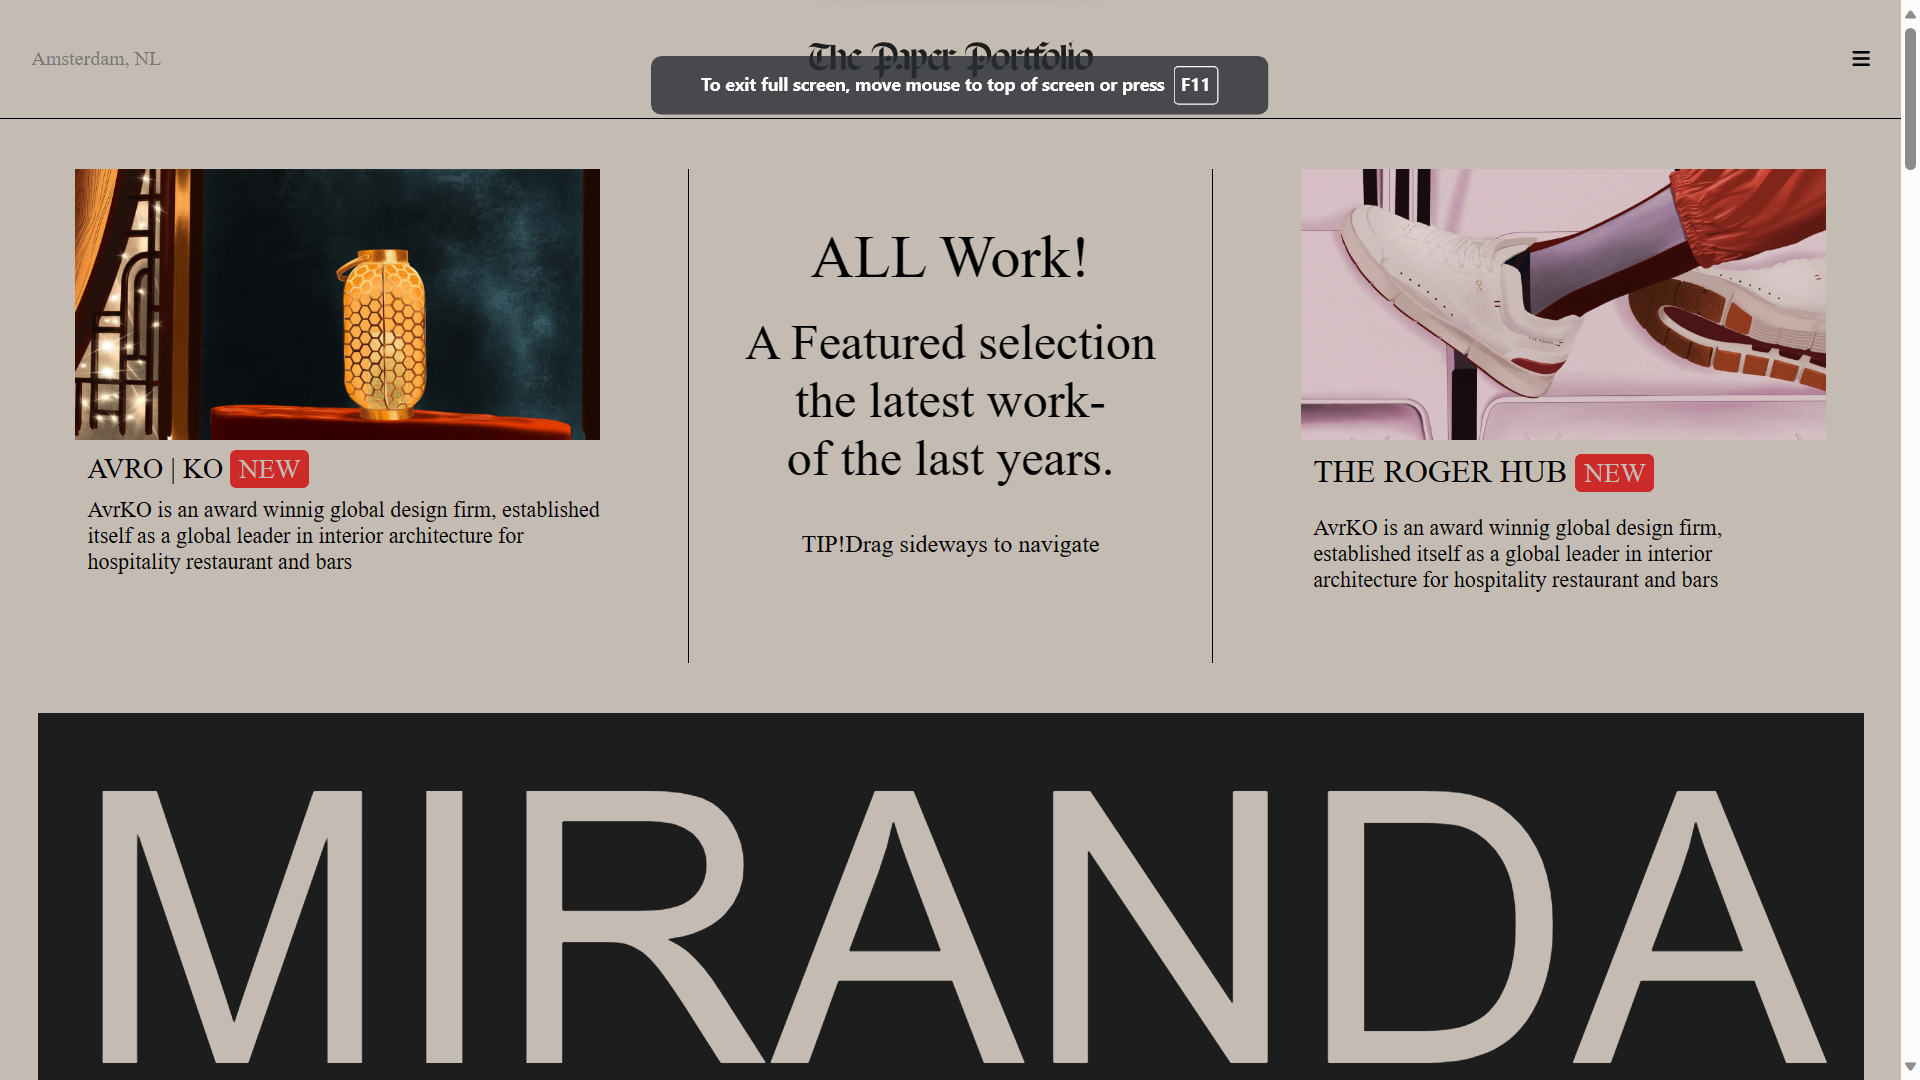 Amsterdam, NL
The Paper Portfolio
To exit full screen, move mouse to top of screen or press F11
AVRO | KO NEW
AvrKO is an award winnig global design firm, established
itself as a global leader in interior architecture for
hospitality restaurant and bars
ALL Work!
A Featured selection
the latest work-
of the last years.
TIP!Drag sideways to navigate
THE ROGER HUB NEW
AvrKO is an award winnig global design firm,
established itself as a global leader in interior
architecture for hospitality restaurant and bars
MIRANDA